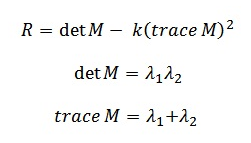 R = det M − k(trace M)²
det M = λ₁λ₂
trace M = λ₁+λ₂